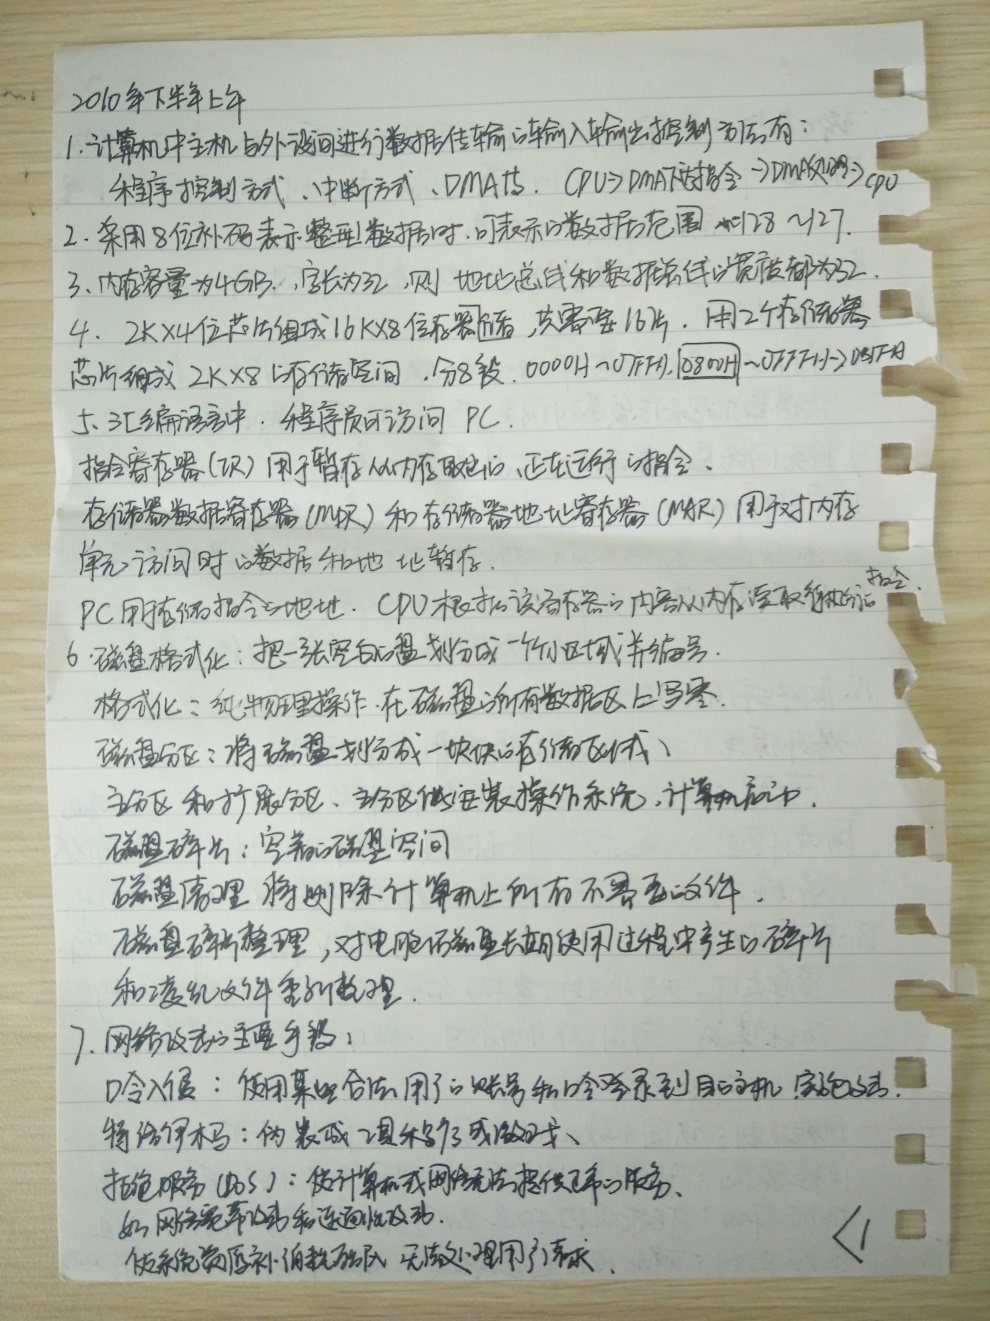 2010年下半年上午
1.计算机中主机与外设间进行数据传输的输入输出控制方法有:
程序控制方式、中断方式、DMA等. CPU→DMA下的指令→DMA处理→CPU
2.采用8位补码表示整型数据时,可表示的数据范围 -128～127.
3.内存容量为4GB,字长为32,则地址总线和数据总线的宽度都为32.
4. 2K×4位芯片组成16K×8位存储器,共需要16片.用2个存储器
芯片组成 2K×8的存储空间,分8段. 0000H～07FFH, 0800H～0FFFH
5.汇编语言中.程序员可访问 PC.
指令寄存器(IR)用于暂存从内存取出的,正在运行的指令.
存储器数据寄存器(MDR)和存储器地址寄存器(MAR)用于对内存
单元访问时的数据和地址暂存.
PC用于存储指令的地址. CPU根据该寄存器的内容从内存读取待执行的指令.
6.磁盘格式化:把一张空白的盘划分成一个个小区域并编号.
格式化:纯物理操作.在磁盘的所有数据区上写零.
磁盘分区:将磁盘划分成一块块的存储区域、
主分区和扩展分区、主分区供安装操作系统,计算机启动.
磁盘碎片:空着的磁盘空间
磁盘清理 将删除计算机上所有不需要的文件.
磁盘碎片整理,对电脑磁盘长期使用过程中产生的碎片
和凌乱文件重新整理.
7.网络攻击的主要手段:
口令入侵:使用某些合法用户的账号和口令登录到目的主机,实施攻击.
特洛伊木马:伪装成工具程序或游戏、
拒绝服务(DOS):使计算机或网络无法提供正常的服务、
如网络宽带攻击和连通性攻击.
使系统资源 消耗 无法处理用户请求.
<1